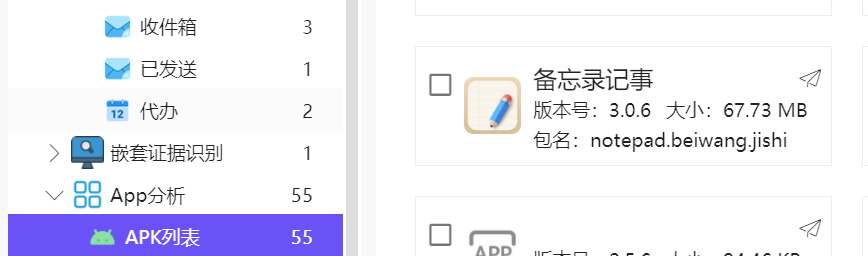 收件箱 3
已发送 1
12 代办 2
嵌套证据识别 1
App分析 55
APK列表 55
备忘录记事
版本号：3.0.6 大小：67.73 MB
包名：notepad.beiwang.jishi
APP